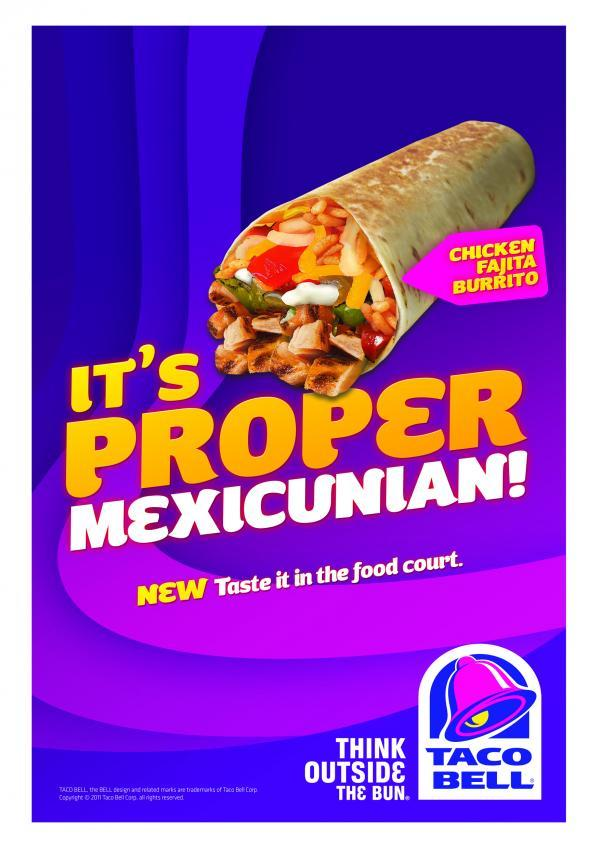 CHICKEN
FAJITA
BURRITO
IT'S
PROPER
MEXICUNIAN!
NEW Taste it in the food court.
THINK
OUTSIDE
THE BUN.®
TACO
BELL®
TACO BELL, the BELL design and related marks are trademarks of Taco Bell Corp.
Copyright © 2011 Taco Bell Corp. all rights reserved.